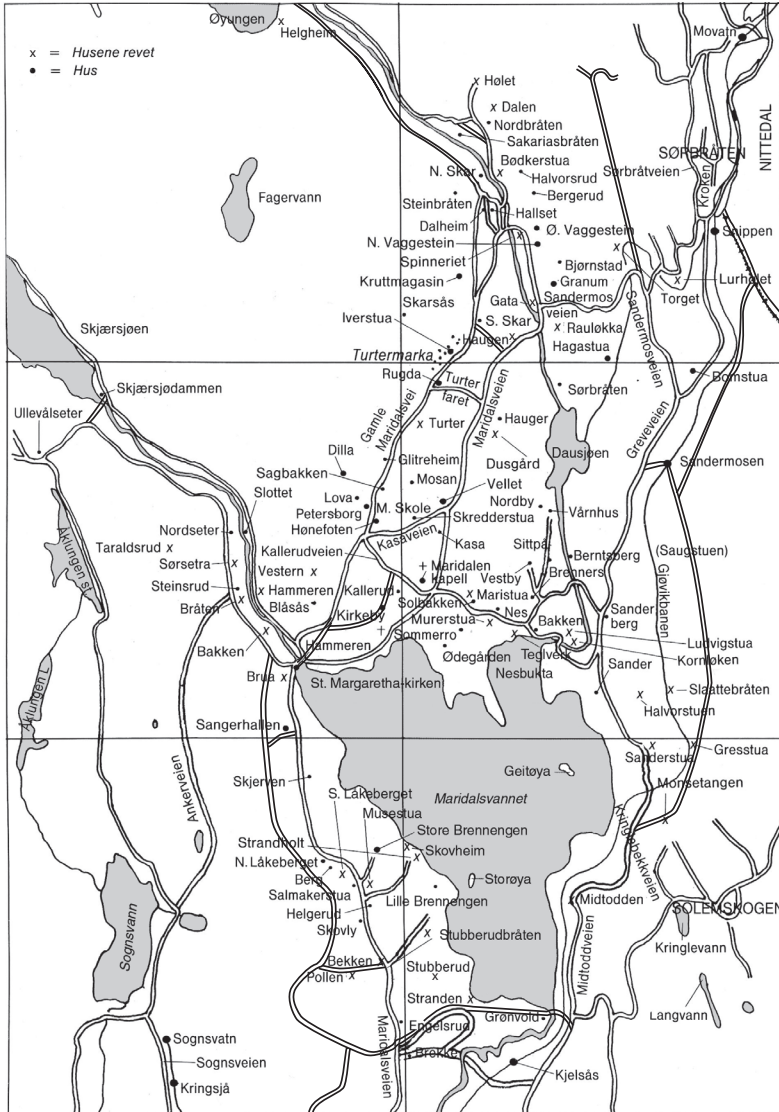 Øyungen
Helgheim
Movatn
x = Husene revet
• = Hus
Hølet
Dalen
Nordbråten
Sakariasbråten
NITTEDAL
SØRBRÅTEN
Bødkerstua
N. Skar
Halvorsrud
Sørbråtveien
Bergerud
Kroken
Fagervann
Steinbråten
Hallset
Dalheim
Ø. Vaggestein
Snippen
N. Vaggestein
Spinneriet
Bjørnstad
Kruttmagasin
Granum
Lurhølet
Skarsås
Gata
Sandermos
veien
Torget
Iverstua
S. Skar
Rauløkka
Skjærsjøen
Haugen
Hagastua
Sandermosveien
Turtermarka
Rugda
Turter
faret
Bomstua
Skjærsjødammen
Sørbråten
Gamle
Maridalsvei
Maridalsveien
Greveveien
Ullevålseter
Turter
Hauger
Dausjøen
Dilla
Glitreheim
Dusgård
Sandermosen
Sagbakken
Mosan
Slottet
Vellet
Lova
M. Skole
Nordby
Vårnhus
Petersborg
Skredderstua
Hønefoten
Nordseter
Kasaveien
Kasa
Sittpå
Åklungen st.
Taraldsrud
Kallerudveien
(Saugstuen)
Berntsberg
Sørsetra
Vestern
Maridalen
kapell
Vestby
Brenners
Gjøvikbanen
Steinsrud
Hammeren
Kallerud
Maristua
Blåsås
Solbakken
Bråten
Kirkeby
Nes
Sander
berg
Murerstua
Bakken
Bakken
Sommerro
Ludvigstua
Hammeren
Teglverk
Kornløken
Ødegården
Brua
St. Margaretha-kirken
Nesbukta
Sander
Åklungen L
Slaattebråten
Halvorstuen
Sangerhallen
Sanderstua
Gresstua
Ankerveien
Geitøya
Skjerven
Monsetangen
S. Låkeberget
Maridalsvannet
Musestua
Store Brennengen
Kringlebekkveien
Strandholt
Skovheim
N. Låkeberget
Berg
Storøya
Salmakerstua
Lille Brennengen
Midtodden
SOLEMSKOGEN
Helgerud
Sognsvann
Skovly
Stubberudbråten
Kringlevann
Bekken
Stubberud
Midtoddveien
Pollen
Stranden
Langvann
Grønvold
Maridalsveien
Engelsrud
Sognsvatn
Brekke
Sognsveien
Kjelsås
Kringsjå